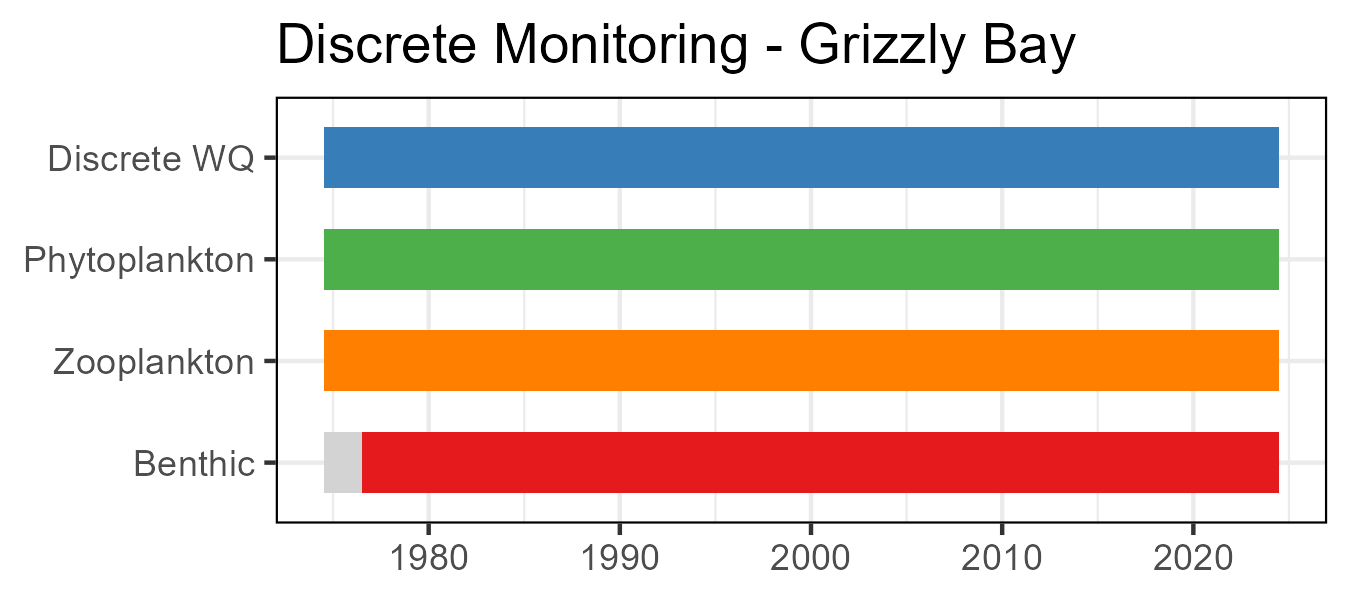 Discrete Monitoring - Grizzly Bay
Discrete WQ
Phytoplankton
Zooplankton
Benthic
1980 1990 2000 2010 2020